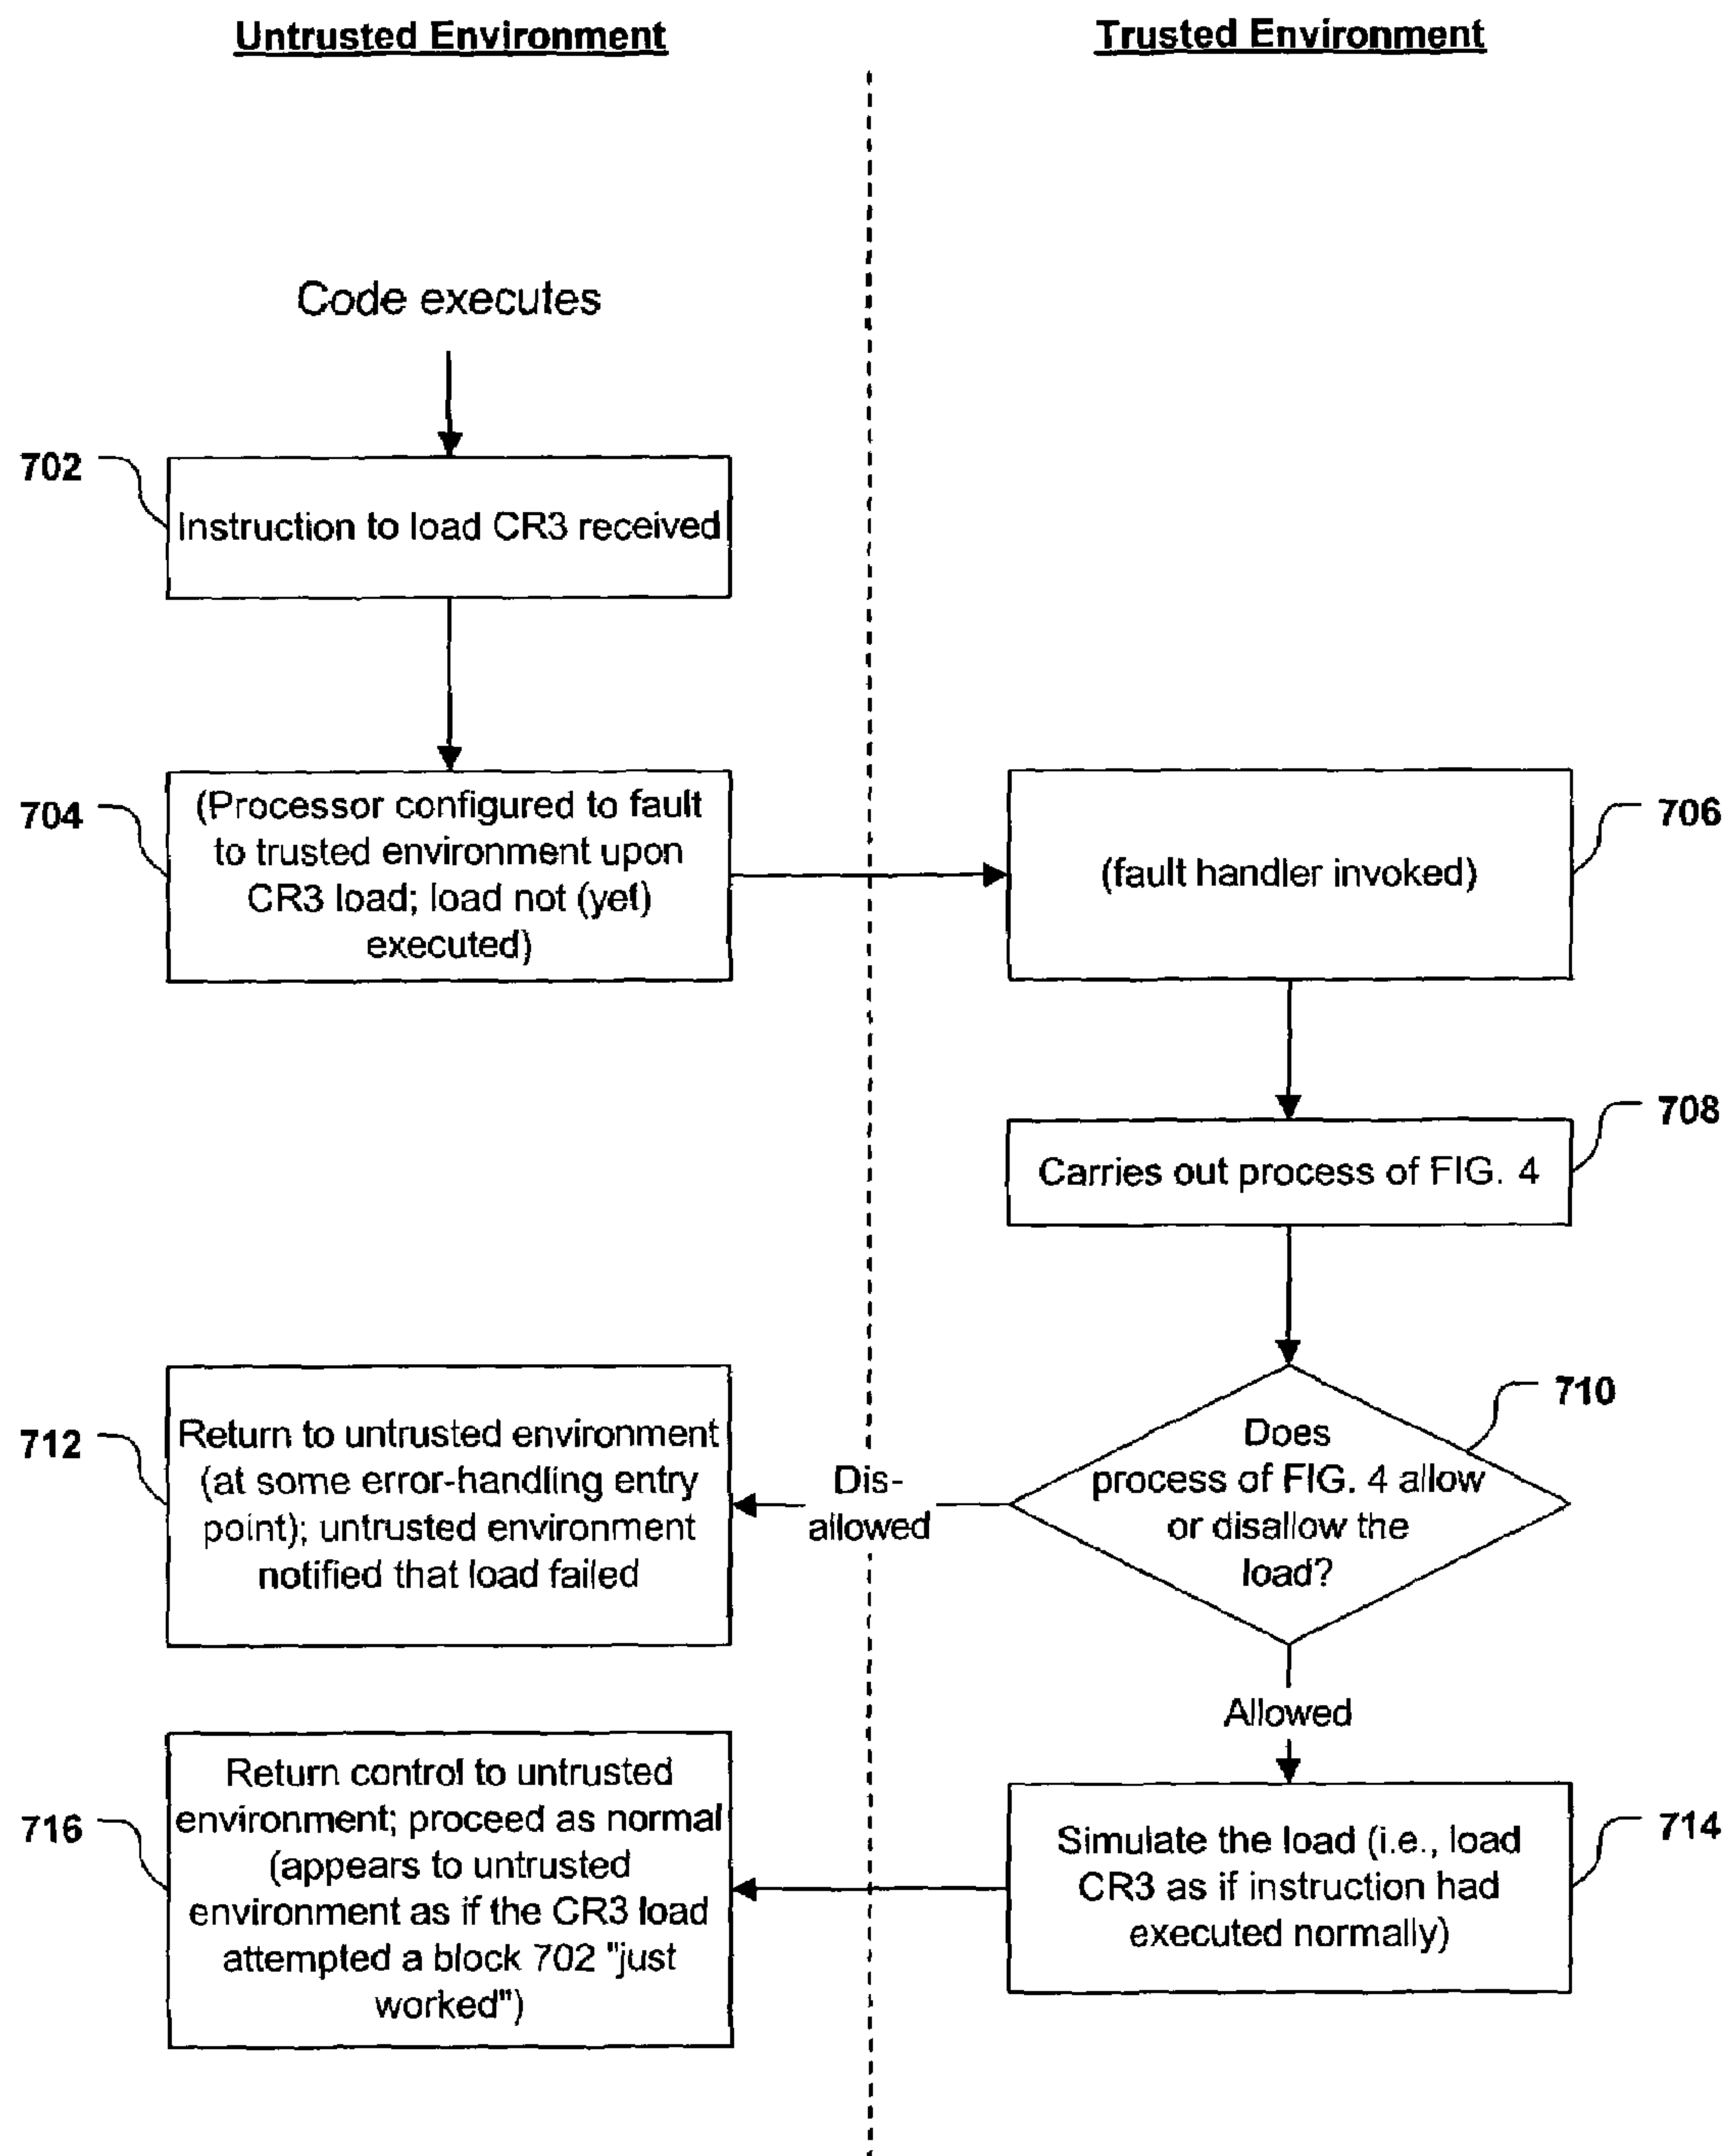 Untrusted Environment
Trusted Environment
Code executes
702
Instruction to load CR3 received
704
(Processor configured to fault
to trusted environment upon
CR3 load; load not (yet)
executed)
(fault handler invoked)
706
Carries out process of FIG. 4
708
710
Does
process of FIG. 4 allow
or disallow the
load?
Dis-
allowed
712
Return to untrusted environment
(at some error-handling entry
point); untrusted environment
notified that load failed
Allowed
714
Simulate the load (i.e., load
CR3 as if instruction had
executed normally)
716
Return control to untrusted
environment; proceed as normal
(appears to untrusted
environment as if the CR3 load
attempted a block 702 "just
worked")